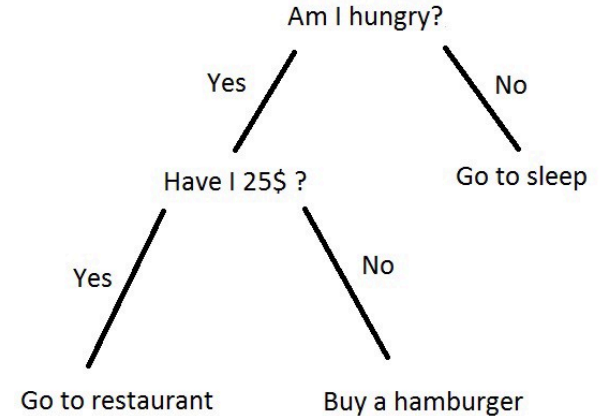 Am I hungry?
Yes
No
Have I 25$ ?
Go to sleep
Yes
No
Go to restaurant
Buy a hamburger